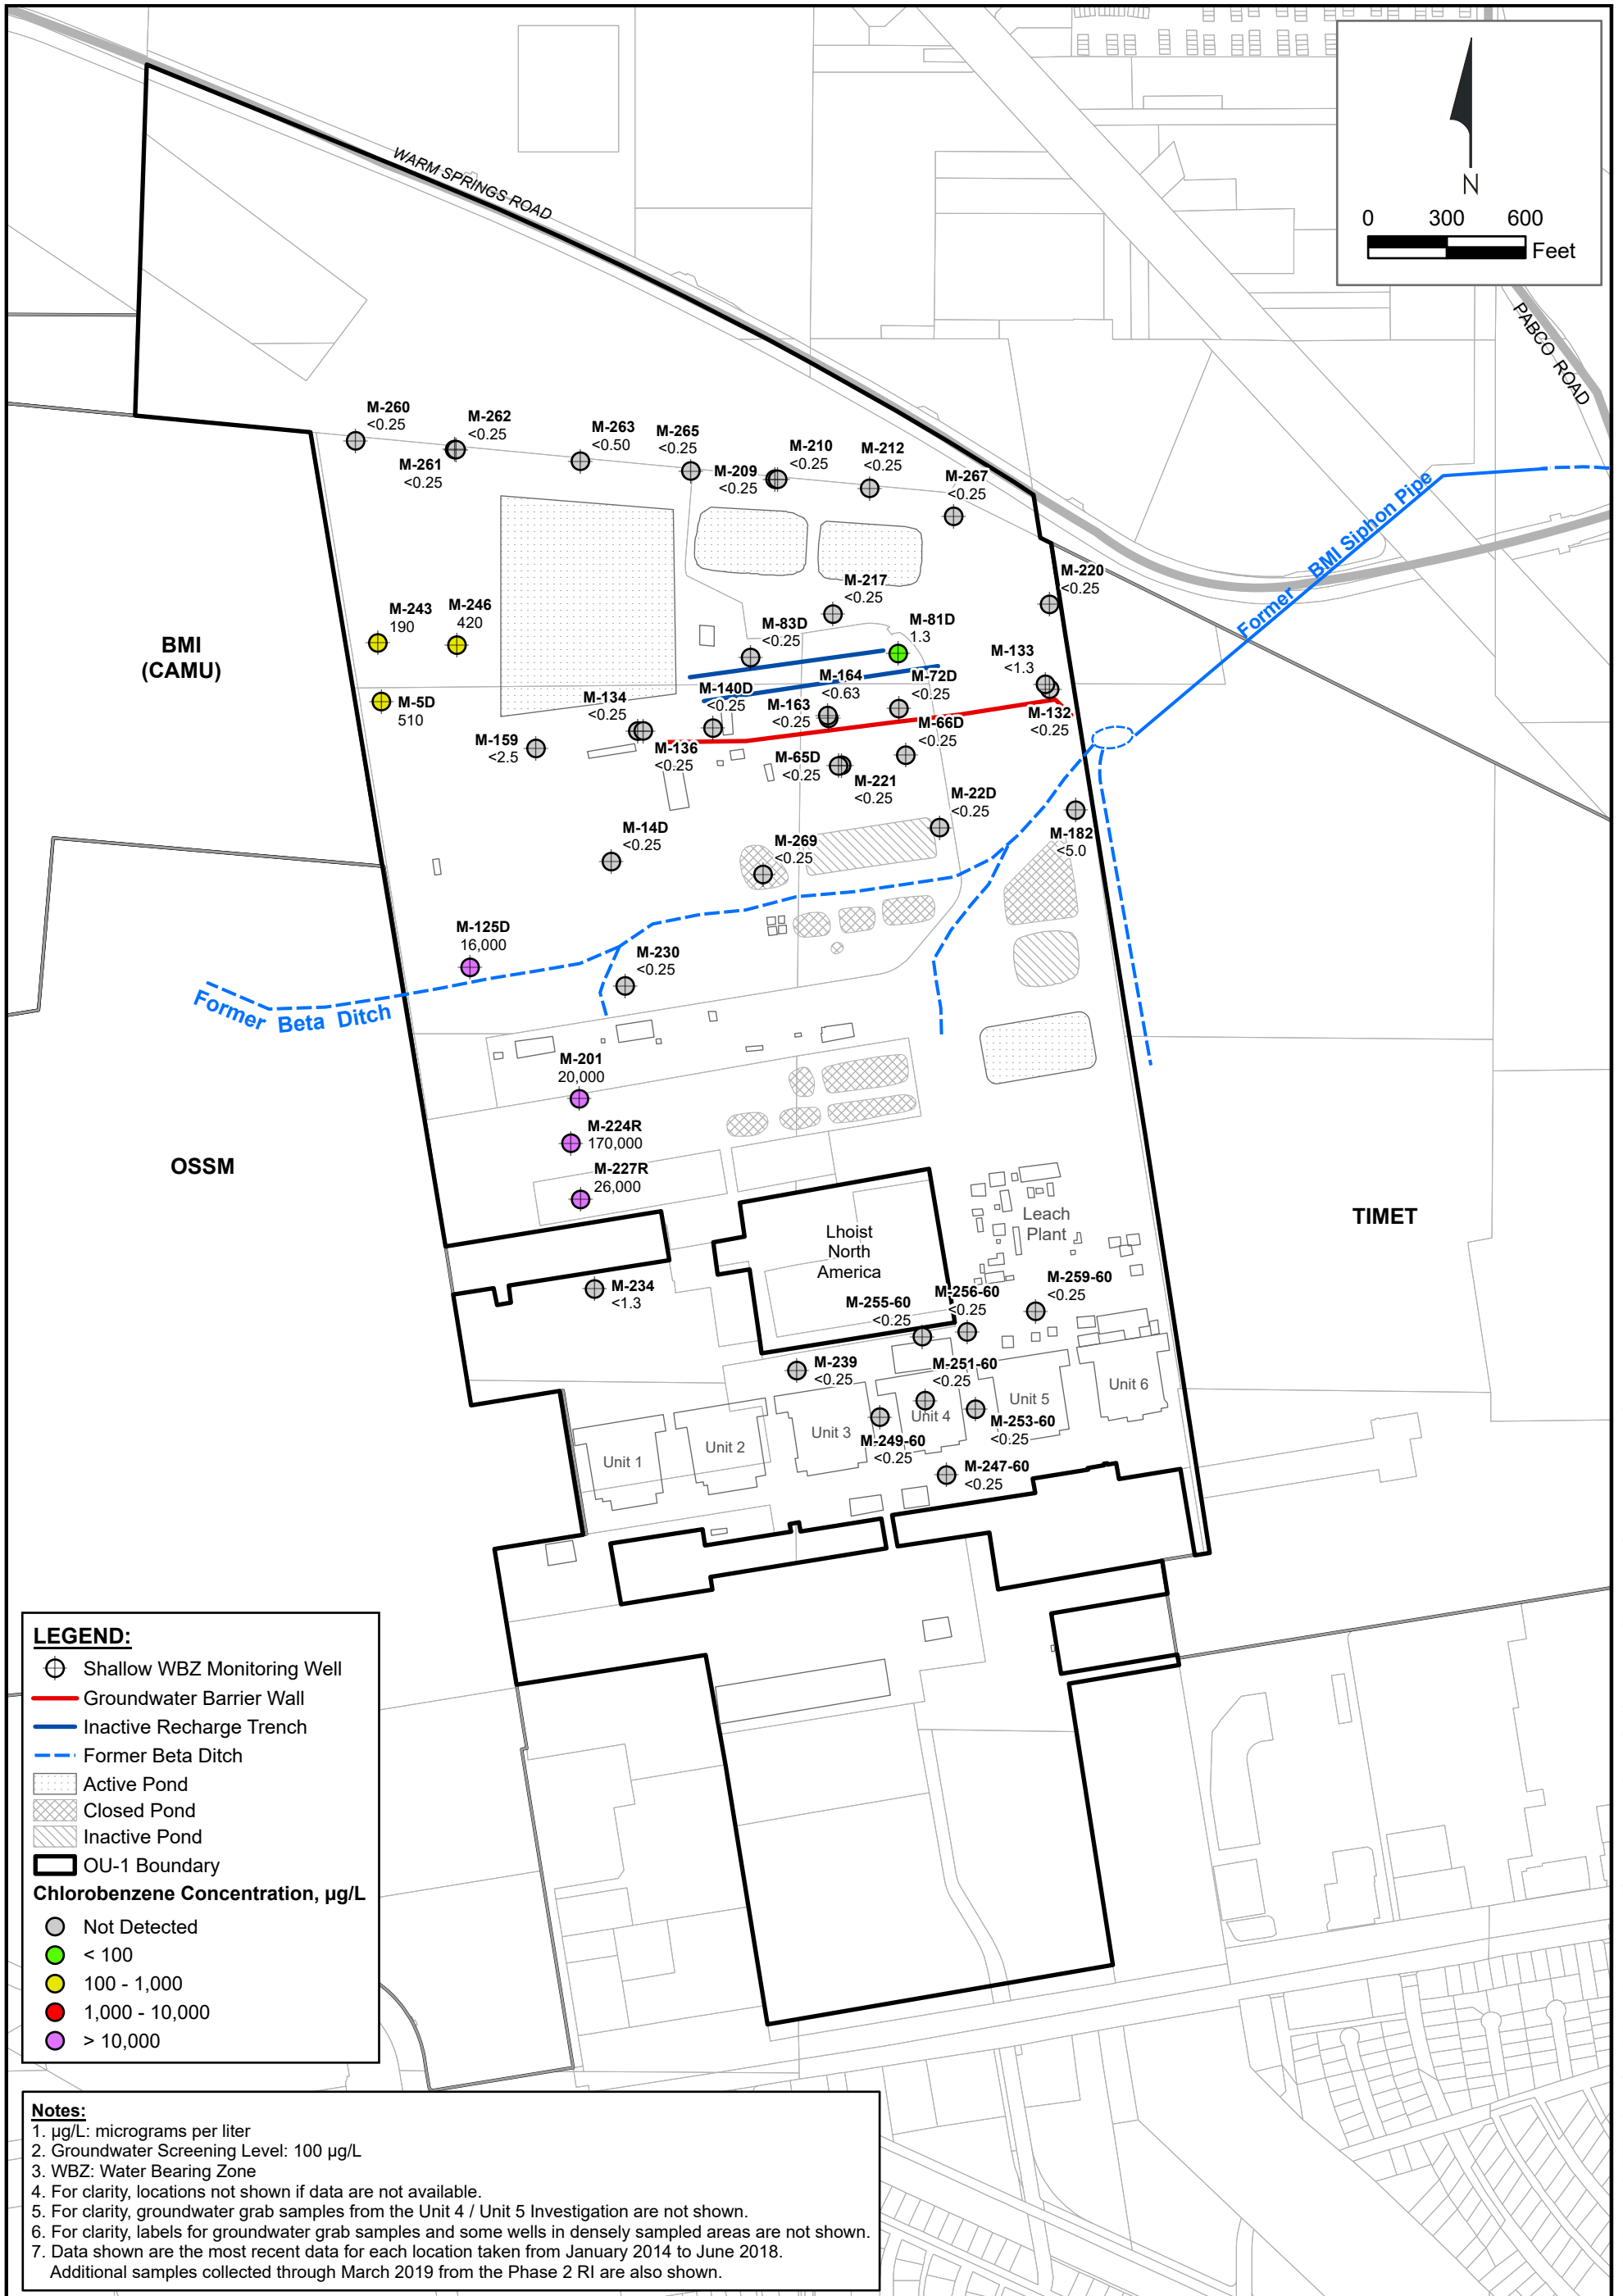 N
0 300 600
Feet
WARM SPRINGS ROAD
PABCO ROAD
M-260
<0.25
M-262
<0.25
M-261
<0.25
M-263
<0.50
M-265
<0.25
M-209
<0.25
M-210
<0.25
M-212
<0.25
M-267
<0.25
Former BMI Siphon Pipe
M-220
<0.25
M-217
<0.25
M-243
190
M-246
420
M-83D
<0.25
M-81D
1.3
BMI
(CAMU)
M-133
<1.3
M-5D
510
M-134
<0.25
M-140D
<0.25
M-164
<0.63
M-163
<0.25
M-72D
<0.25
M-132
<0.25
M-159
<2.5
M-136
<0.25
M-66D
<0.25
M-65D
<0.25
M-221
<0.25
M-22D
<0.25
M-182
<5.0
M-14D
<0.25
M-269
<0.25
M-125D
16,000
M-230
<0.25
Former Beta Ditch
M-201
20,000
M-224R
170,000
OSSM
M-227R
26,000
TIMET
Leach
Plant
Lhoist
North
America
M-234
<1.3
M-255-60
<0.25
M-256-60
<0.25
M-259-60
<0.25
M-239
<0.25
M-251-60
<0.25
M-253-60
<0.25
M-249-60
<0.25
M-247-60
<0.25
Unit 1
Unit 2
Unit 3
Unit 4
Unit 5
Unit 6
LEGEND:
Shallow WBZ Monitoring Well
Groundwater Barrier Wall
Inactive Recharge Trench
Former Beta Ditch
Active Pond
Closed Pond
Inactive Pond
OU-1 Boundary
Chlorobenzene Concentration, µg/L
Not Detected
< 100
100 - 1,000
1,000 - 10,000
> 10,000
Notes:
1. µg/L: micrograms per liter
2. Groundwater Screening Level: 100 µg/L
3. WBZ: Water Bearing Zone
4. For clarity, locations not shown if data are not available.
5. For clarity, groundwater grab samples from the Unit 4 / Unit 5 Investigation are not shown.
6. For clarity, labels for groundwater grab samples and some wells in densely sampled areas are not shown.
7. Data shown are the most recent data for each location taken from January 2014 to June 2018.
Additional samples collected through March 2019 from the Phase 2 RI are also shown.